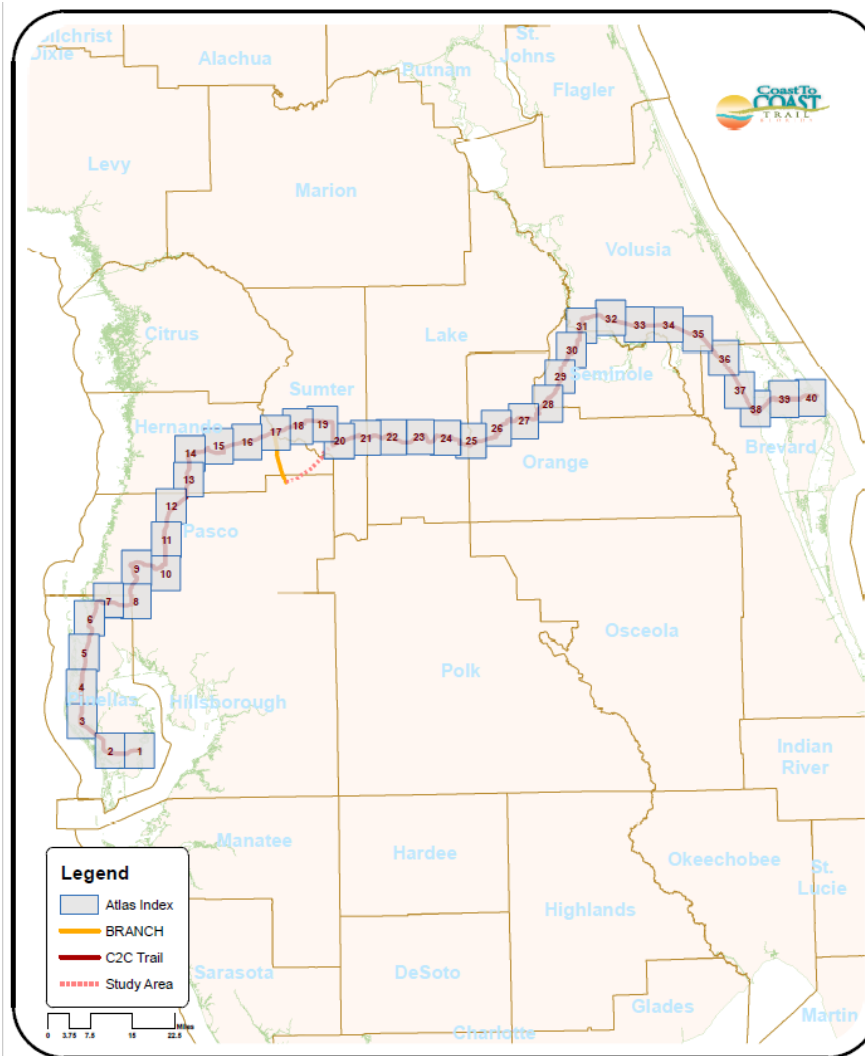 ilchrist
Dixie
Alachua
Putnam
St.
Johns
Flagler
Coast To
COAST
TRAIL
FLORIDA
Levy
Marion
Volusia
Citrus
Lake
Sumter
Seminole
Hernando
Orange
Brevard
Pasco
31
32
33
34
35
30
36
29
37
28
38
39
40
17
18
19
27
26
14
15
16
20
21
22
23
24
25
13
12
11
9
10
7
8
6
5
4
3
2
1
Osceola
Polk
Pinellas
Hillsborough
Indian
River
Manatee
Hardee
Okeechobee
St.
Lucie
Highlands
Sarasota
DeSoto
Glades
Martin
Charlotte
Legend
Atlas Index
BRANCH
C2C Trail
Study Area
Miles
0 3.75 7.5 15 22.5